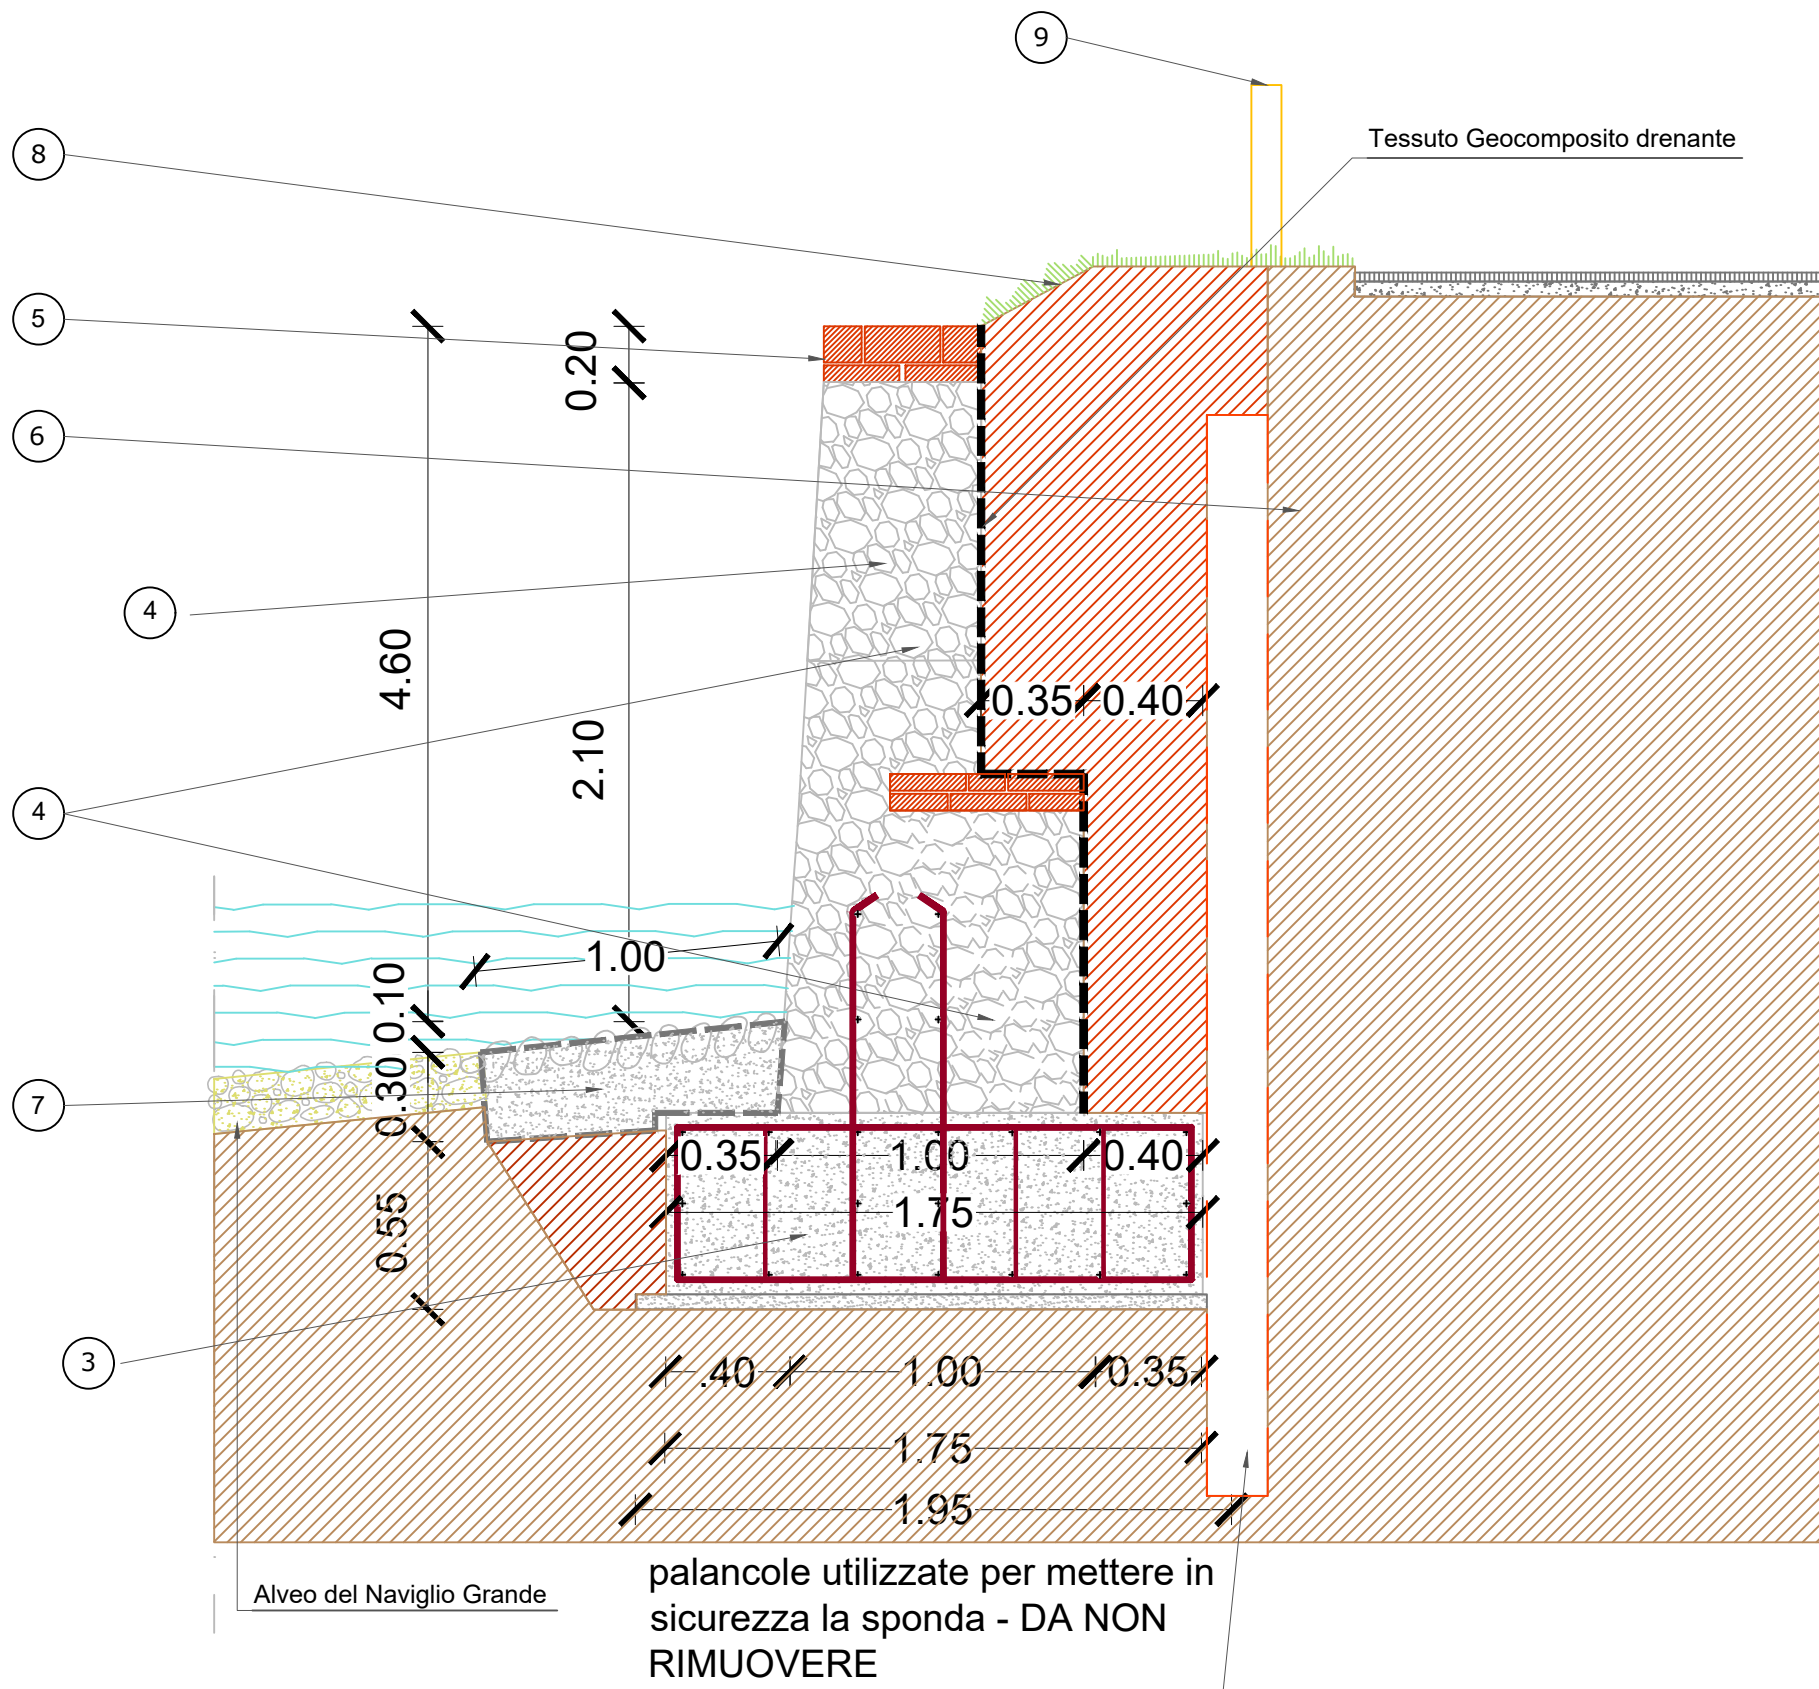 9
Tessuto Geocomposito drenante
8
5
0.20
6
4
4.60
0.35 0.40
2.10
4
1.00
0.10
0.30
7
0.35 1.00 0.40
1.75
0.55
3
.40 1.00 0.35
1.75
1.95
Alveo del Naviglio Grande
palancole utilizzate per mettere in
sicurezza la sponda - DA NON
RIMUOVERE